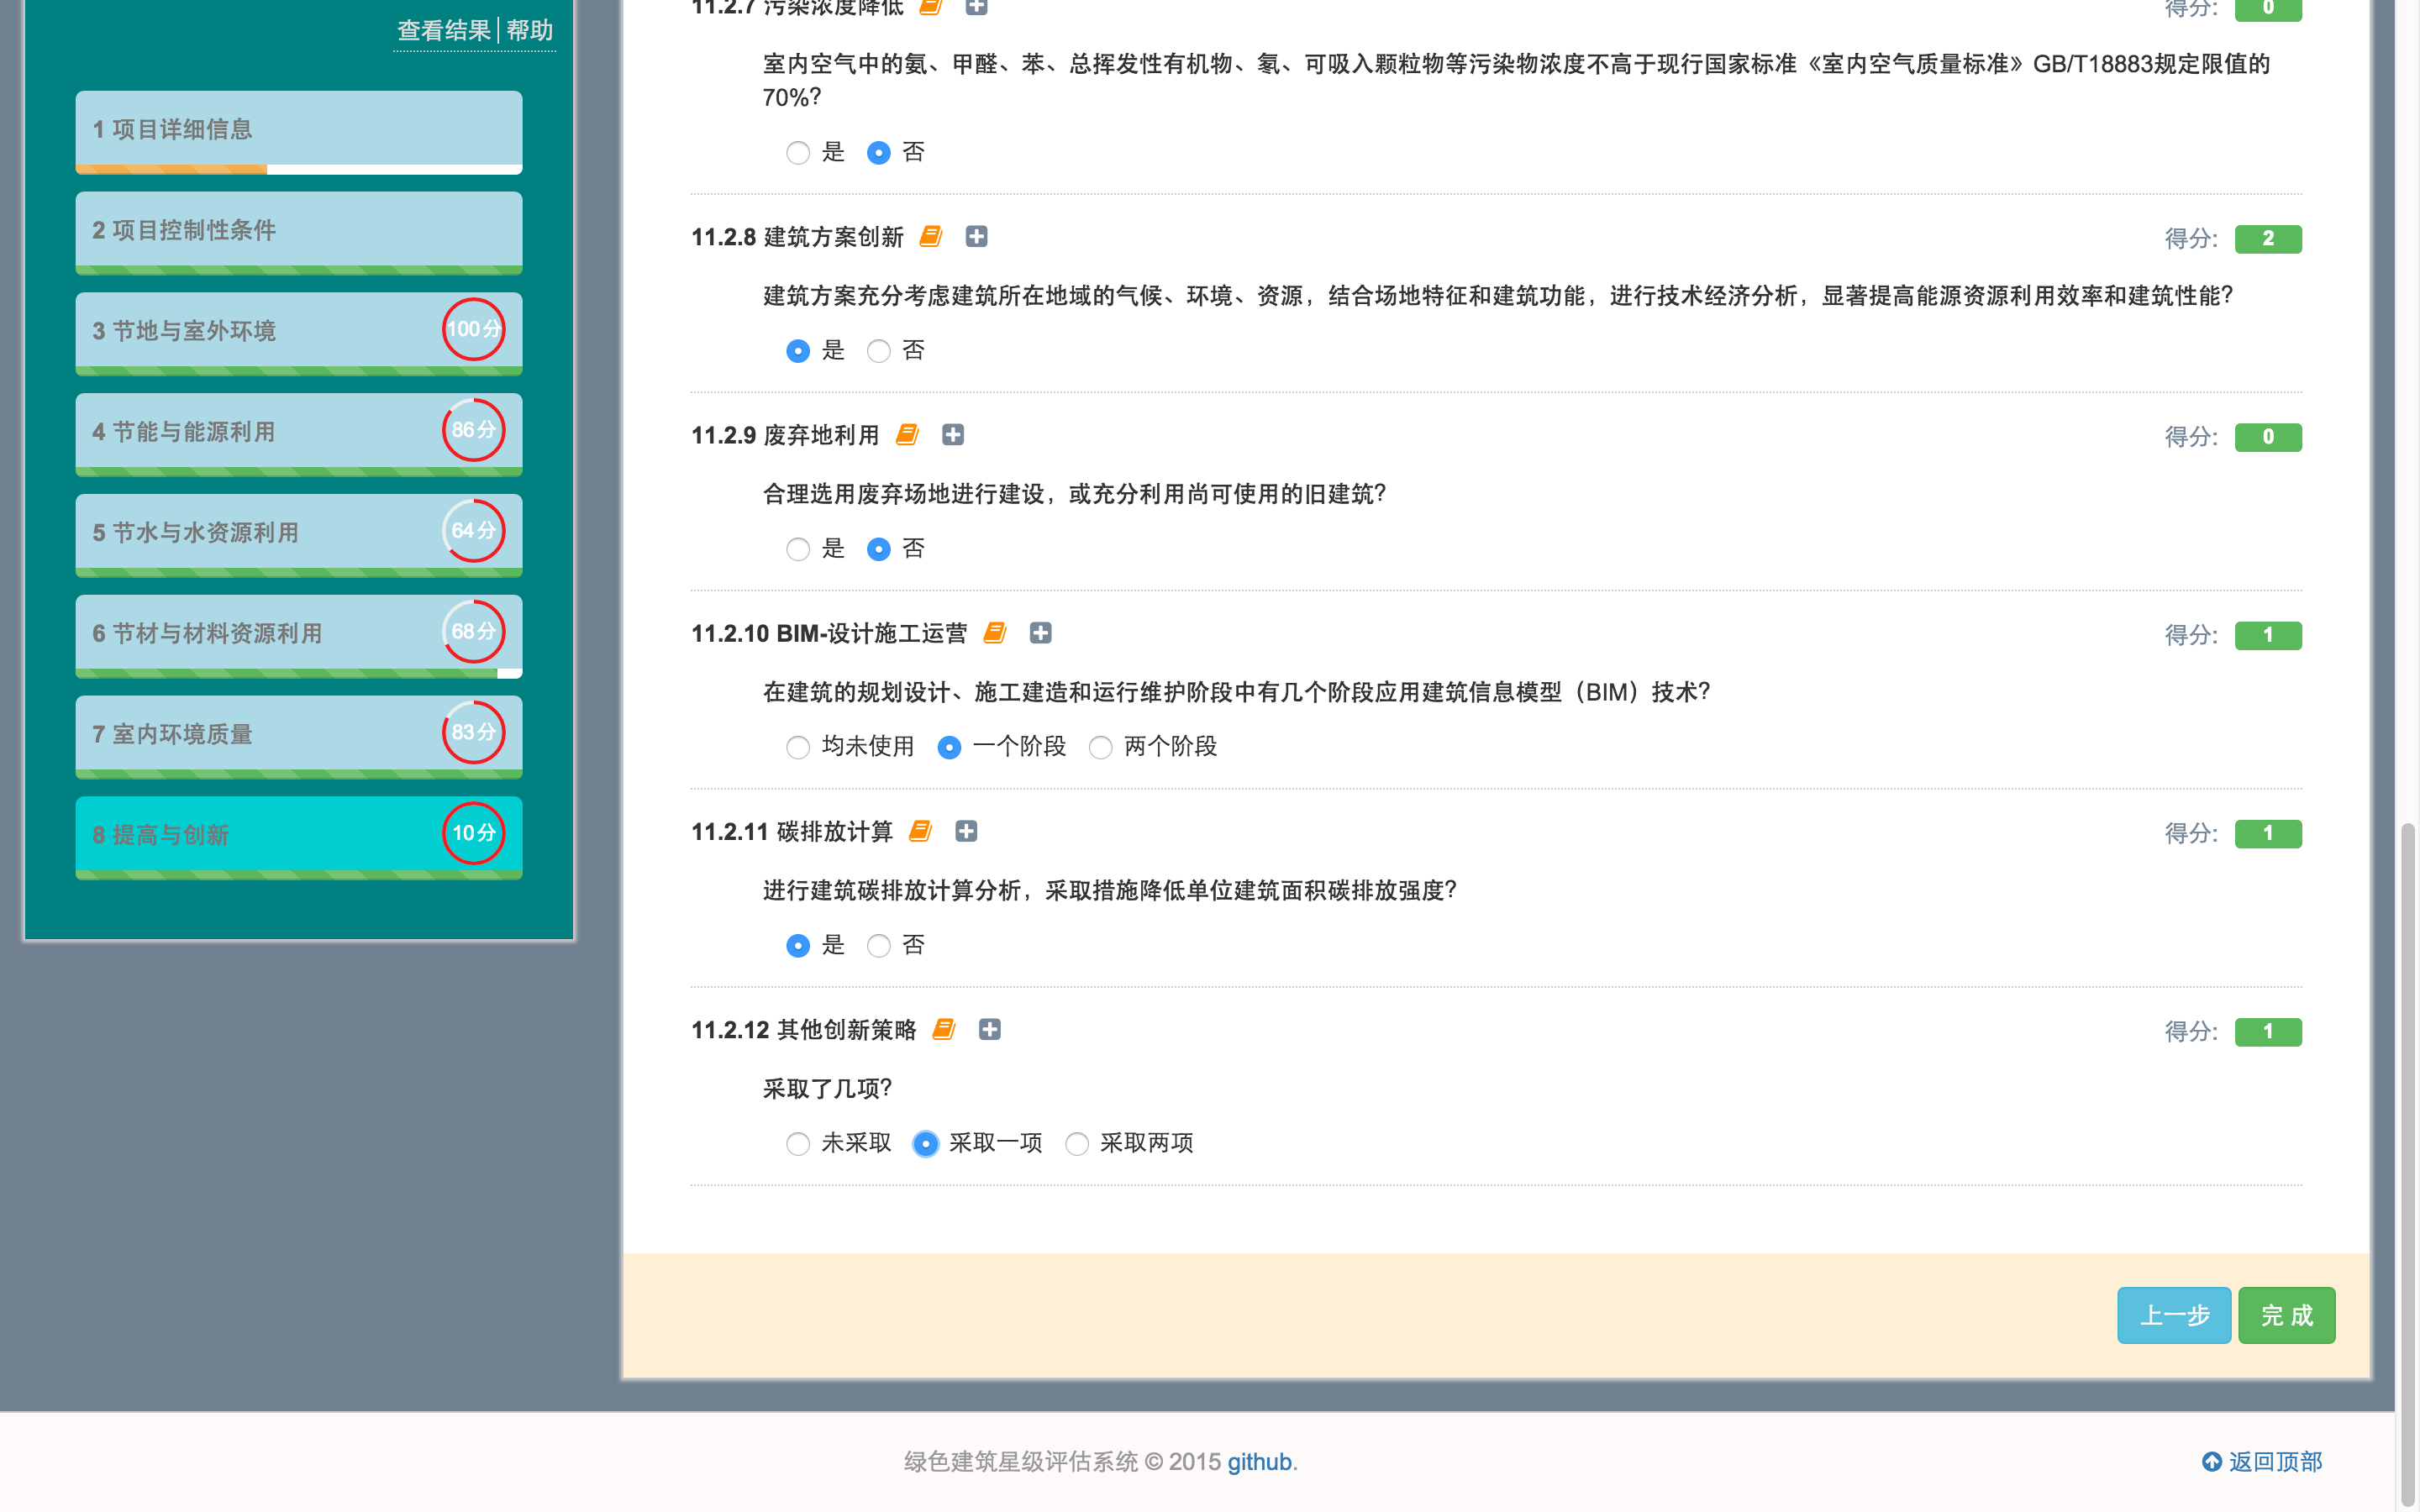 查看结果 | 帮助
1 项目详细信息
2 项目控制性条件
3 节地与室外环境 100分
4 节能与能源利用 86分
5 节水与水资源利用 64分
6 节材与材料资源利用 68分
7 室内环境质量 83分
8 提高与创新 10分
11.2.7 污染浓度降低 得分: 0
室内空气中的氨、甲醛、苯、总挥发性有机物、氡、可吸入颗粒物等污染物浓度不高于现行国家标准《室内空气质量标准》GB/T18883规定限值的
70%?
是 否
11.2.8 建筑方案创新 得分: 2
建筑方案充分考虑建筑所在地域的气候、环境、资源，结合场地特征和建筑功能，进行技术经济分析，显著提高能源资源利用效率和建筑性能?
是 否
11.2.9 废弃地利用 得分: 0
合理选用废弃场地进行建设，或充分利用尚可使用的旧建筑?
是 否
11.2.10 BIM-设计施工运营 得分: 1
在建筑的规划设计、施工建造和运行维护阶段中有几个阶段应用建筑信息模型（BIM）技术?
均未使用 一个阶段 两个阶段
11.2.11 碳排放计算 得分: 1
进行建筑碳排放计算分析，采取措施降低单位建筑面积碳排放强度?
是 否
11.2.12 其他创新策略 得分: 1
采取了几项?
未采取 采取一项 采取两项
上一步 完 成
绿色建筑星级评估系统 © 2015 github.
返回顶部